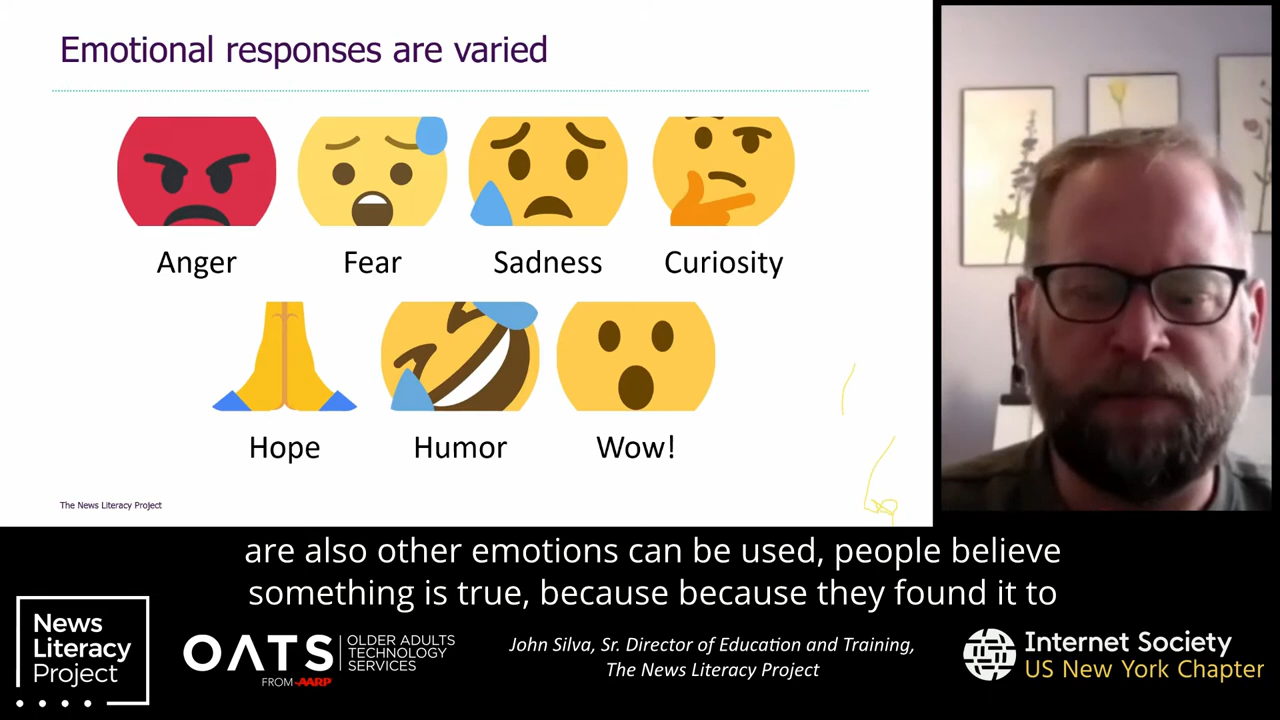 Emotional responses are varied
Anger
Fear
Sadness
Curiosity
Hope
Humor
Wow!
The News Literacy Project
are also other emotions can be used, people believe
something is true, because because they found it to
News
Literacy
Project
OATS
OLDER ADULTS
TECHNOLOGY
SERVICES
FROM AARP
John Silva, Sr. Director of Education and Training,
The News Literacy Project
Internet Society
US New York Chapter